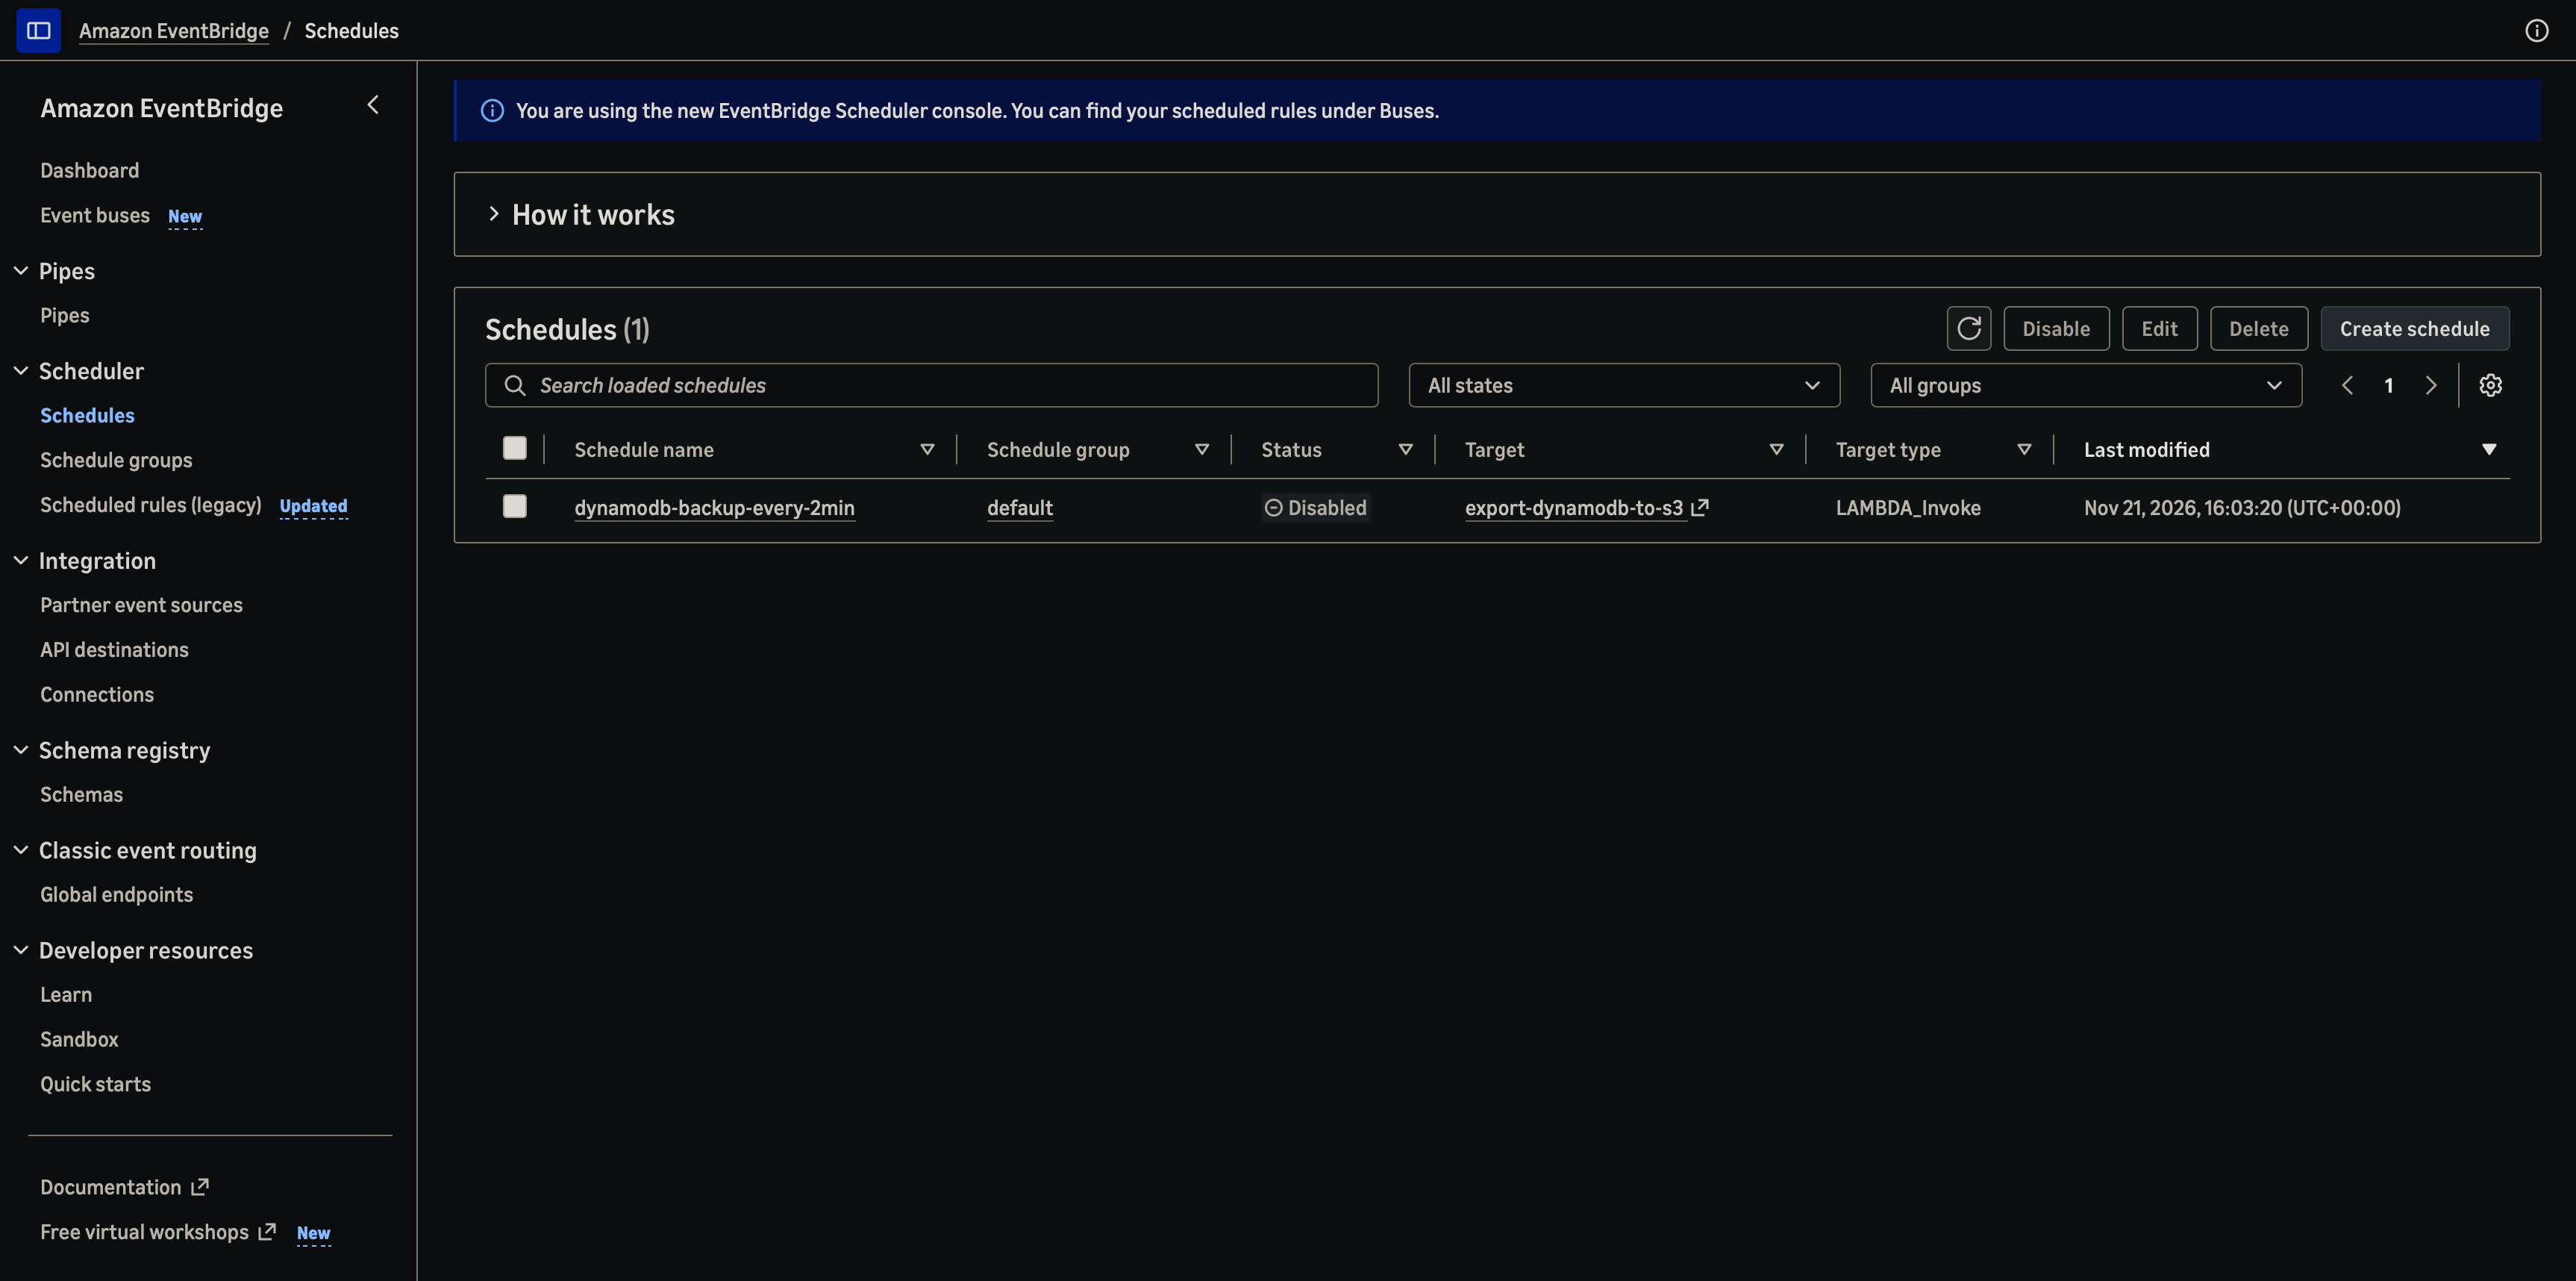 Amazon EventBridge / Schedules
Amazon EventBridge
Dashboard
Event buses New
Pipes
Pipes
Scheduler
Schedules
Schedule groups
Scheduled rules (legacy) Updated
Integration
Partner event sources
API destinations
Connections
Schema registry
Schemas
Classic event routing
Global endpoints
Developer resources
Learn
Sandbox
Quick starts
Documentation
Free virtual workshops New
You are using the new EventBridge Scheduler console. You can find your scheduled rules under Buses.
How it works
Schedules (1)
Disable Edit Delete Create schedule
Search loaded schedules All states All groups 1
Schedule name Schedule group Status Target Target type Last modified
dynamodb-backup-every-2min default Disabled export-dynamodb-to-s3 LAMBDA_Invoke Nov 21, 2026, 16:03:20 (UTC+00:00)